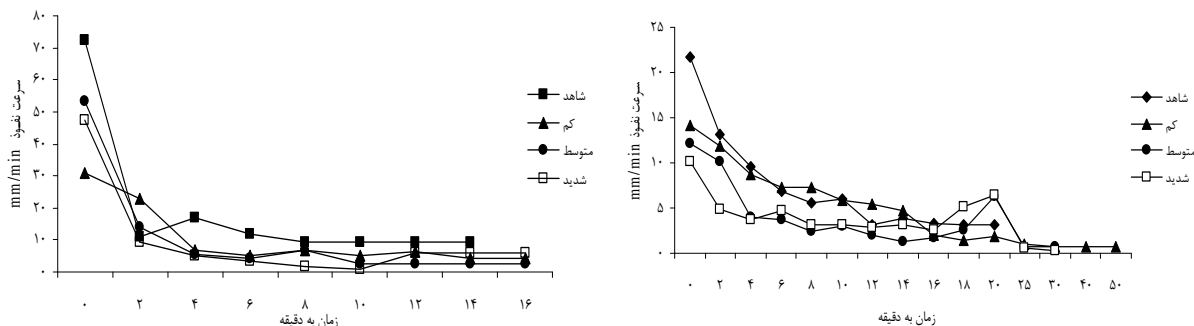 ۸۰
۷۰
۶۰
۵۰
۴۰
۳۰
۲۰
۱۰
۰
سرعت نفوذ mm/min
۰ ۲ ۴ ۶ ۸ ۱۰ ۱۲ ۱۴ ۱۶
زمان به دقیقه
شاهد
کم
متوسط
شدید
۲۵
۲۰
۱۵
۱۰
۵
۰
سرعت نفوذ mm/min
۰ ۲ ۴ ۶ ۸ ۱۰ ۱۲ ۱۴ ۱۶ ۱۸ ۲۰ ۲۵ ۳۰ ۴۰ ۵۰
زمان به دقیقه
شاهد
کم
متوسط
شدید